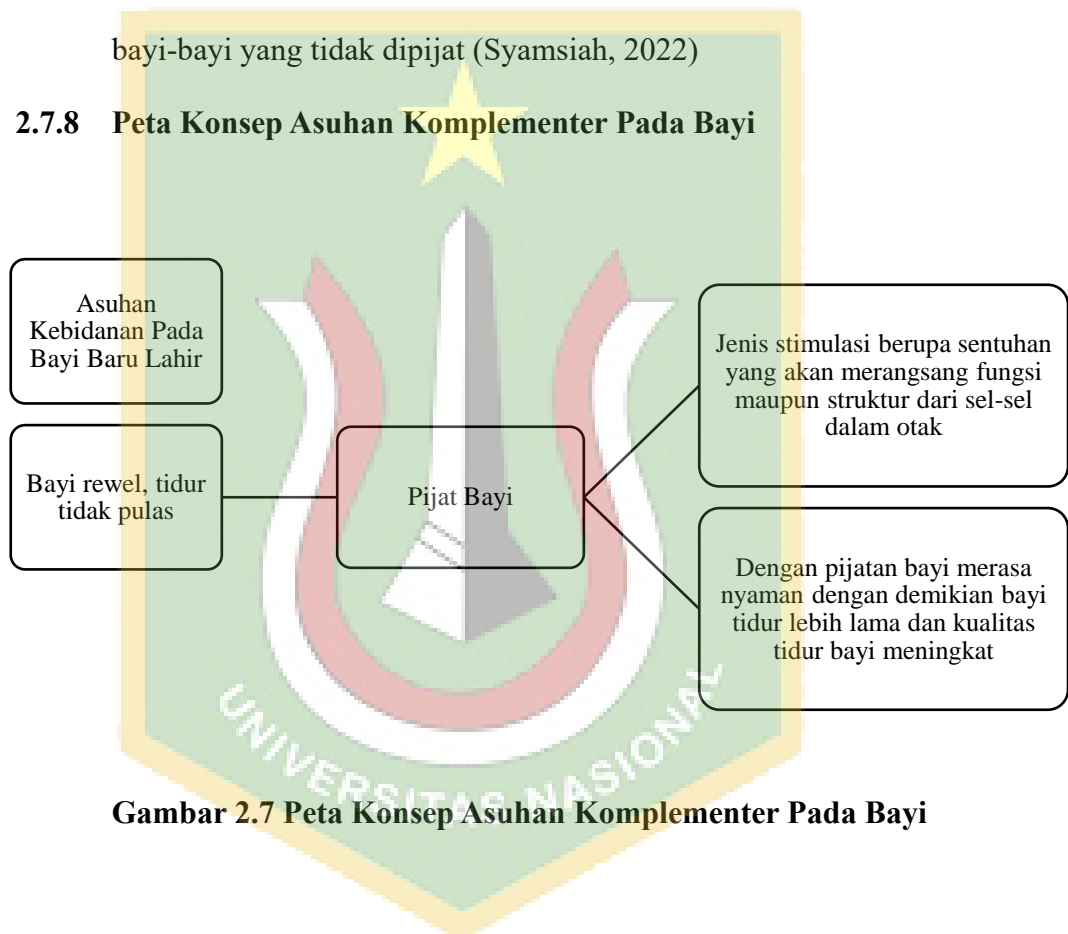 bayi-bayi yang tidak dipijat (Syamsiah, 2022)
2.7.8 Peta Konsep Asuhan Komplementer Pada Bayi
Asuhan
Kebidanan Pada
Bayi Baru Lahir
Bayi rewel, tidur
tidak pulas
Pijat Bayi
Jenis stimulasi berupa sentuhan
yang akan merangsang fungsi
maupun struktur dari sel-sel
dalam otak
Dengan pijatan bayi merasa
nyaman dengan demikian bayi
tidur lebih lama dan kualitas
tidur bayi meningkat
UNIVERSITAS NASIONAL
Gambar 2.7 Peta Konsep Asuhan Komplementer Pada Bayi